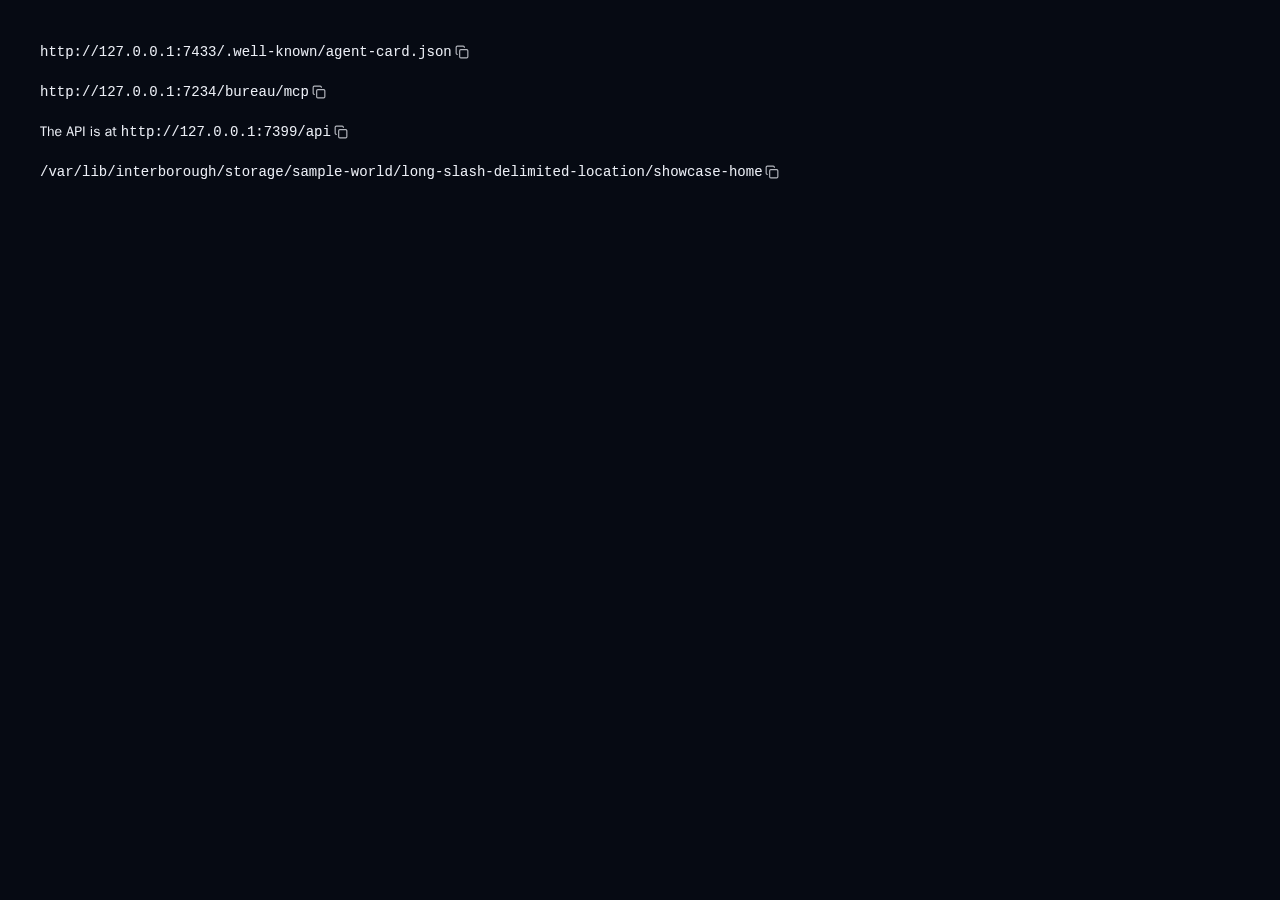 http://127.0.0.1:7433/.well-known/agent-card.json
http://127.0.0.1:7234/bureau/mcp
The API is at http://127.0.0.1:7399/api
/var/lib/interborough/storage/sample-world/long-slash-delimited-location/showcase-home